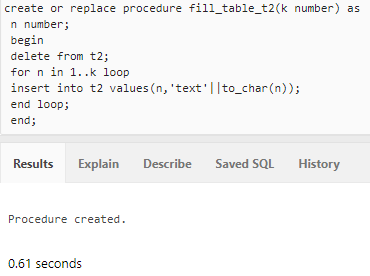 create or replace procedure fill_table_t2(k number) as
n number;
begin
delete from t2;
for n in 1..k loop
insert into t2 values(n,'text'||to_char(n));
end loop;
end;
Results Explain Describe Saved SQL History
Procedure created.
0.61 seconds